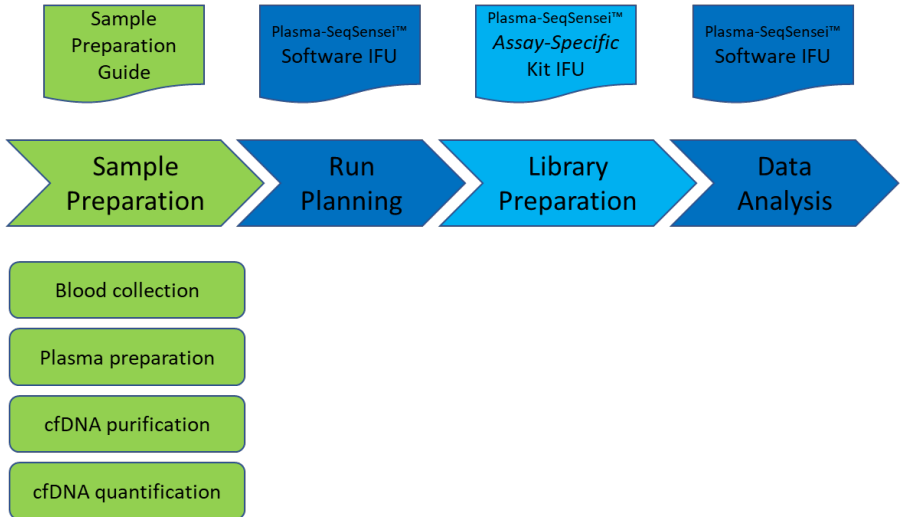 Sample
Preparation
Guide
Plasma-SeqSensei™
Software IFU
Plasma-SeqSensei™
Assay-Specific
Kit IFU
Plasma-SeqSensei™
Software IFU
Sample
Preparation
Run
Planning
Library
Preparation
Data
Analysis
Blood collection
Plasma preparation
cfDNA purification
cfDNA quantification